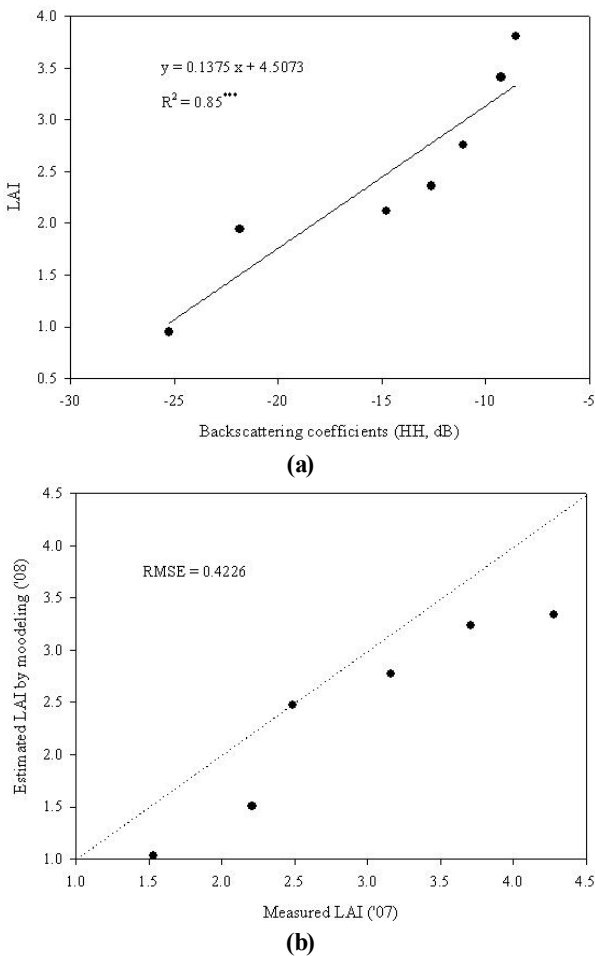 4.0
3.5
3.0
2.5
2.0
1.5
1.0
0.5
LAI
y = 0.1375 x + 4.5073
R² = 0.85***
-30 -25 -20 -15 -10 -5
Backscattering coefficients (HH, dB)
(a)
4.5
4.0
3.5
3.0
2.5
2.0
1.5
1.0
Estimated LAI by moodeling ('08)
RMSE = 0.4226
1.0 1.5 2.0 2.5 3.0 3.5 4.0 4.5
Measured LAI ('07)
(b)